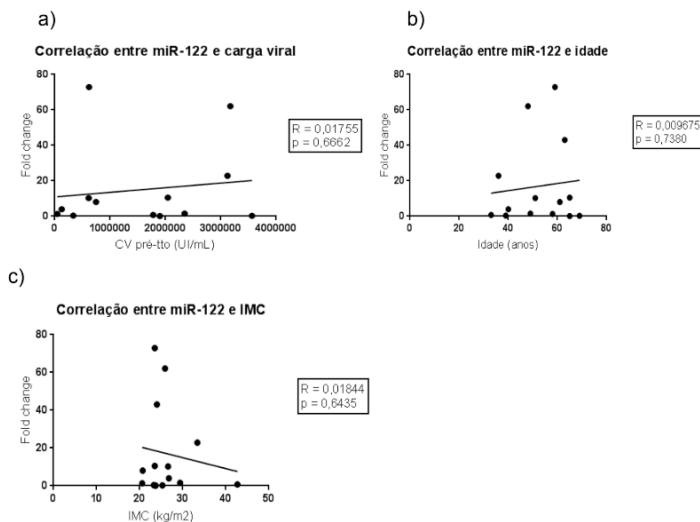 a)
Correlação entre miR-122 e carga viral
Fold change
80
60
40
20
0
0
1000000
2000000
3000000
4000000
CV pré-tto (UI/mL)
R = 0,01755
p = 0,6662
b)
Correlação entre miR-122 e idade
Fold change
80
60
40
20
0
0
20
40
60
80
Idade (anos)
R = 0,009675
p = 0,7380
c)
Correlação entre miR-122 e IMC
Fold change
80
60
40
20
0
0
10
20
30
40
50
IMC (kg/m2)
R = 0,01844
p = 0,6435